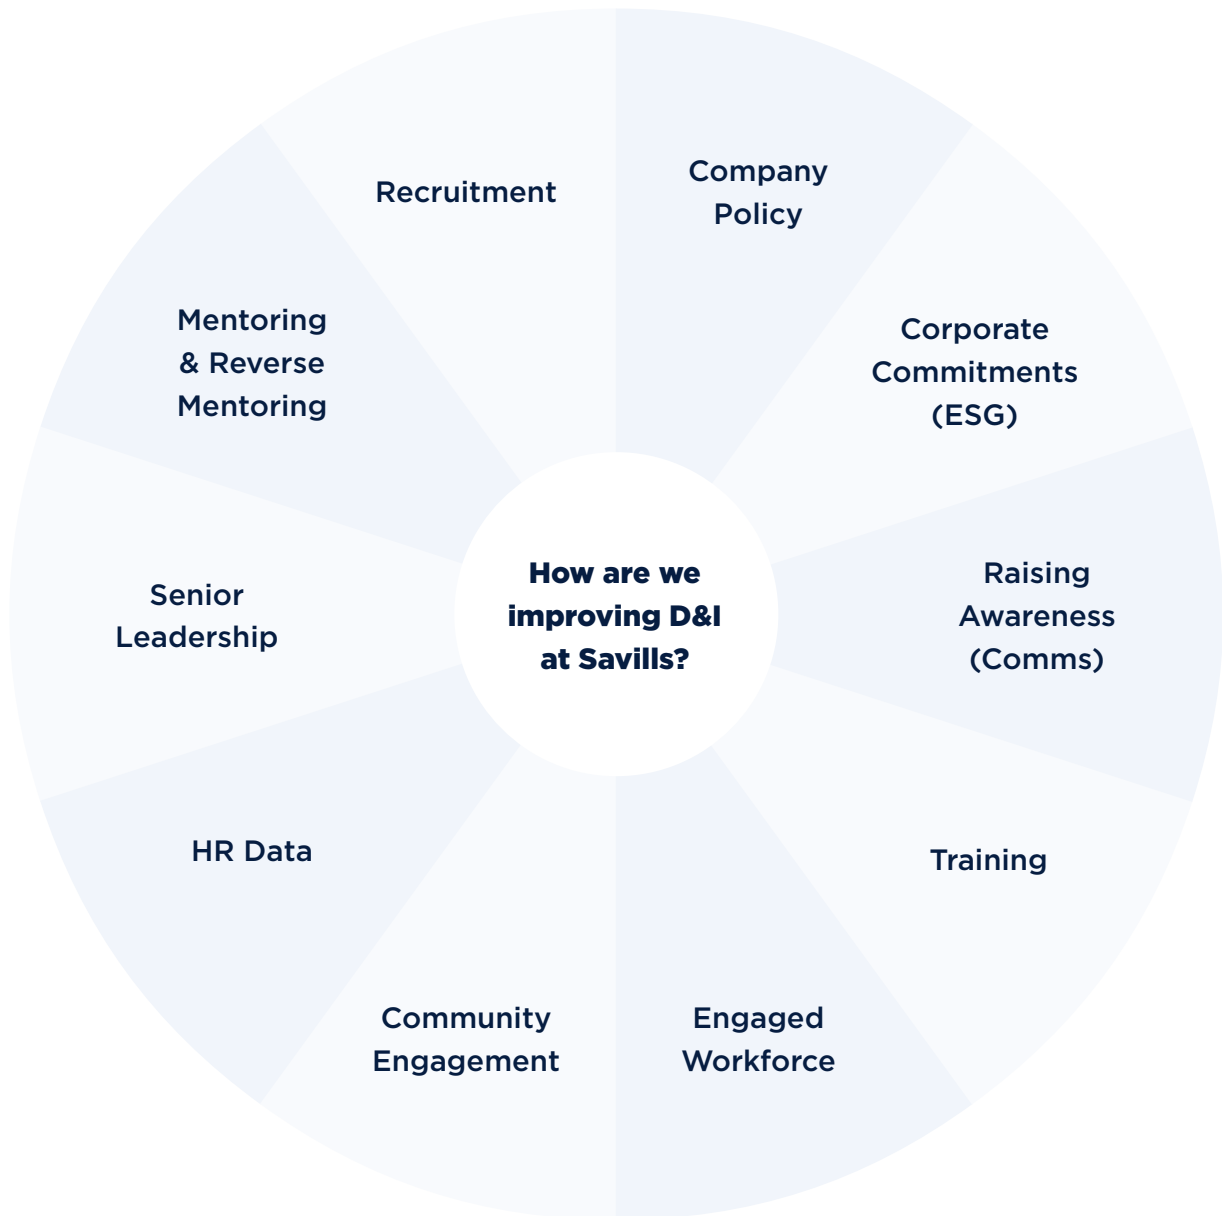 How are we
improving D&I
at Savills?
Company
Policy
Corporate
Commitments
(ESG)
Raising
Awareness
(Comms)
Training
Engaged
Workforce
Community
Engagement
HR Data
Senior
Leadership
Mentoring
& Reverse
Mentoring
Recruitment